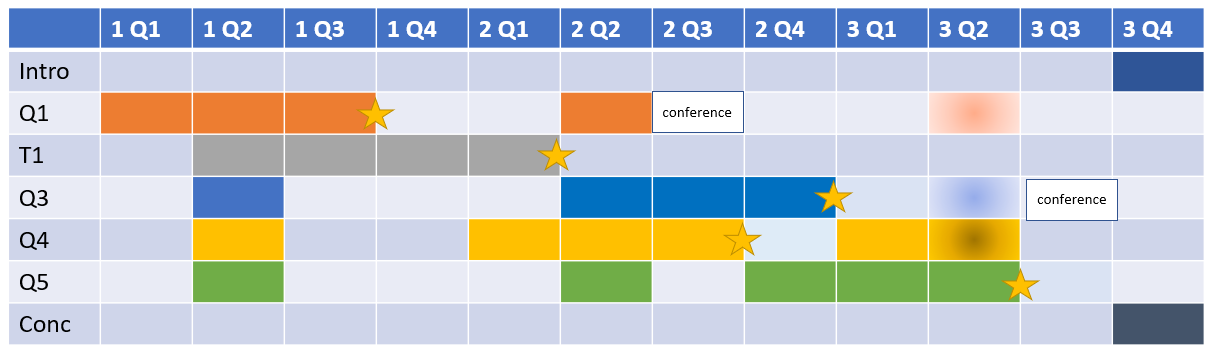 1 Q1 1 Q2 1 Q3 1 Q4 2 Q1 2 Q2 2 Q3 2 Q4 3 Q1 3 Q2 3 Q3 3 Q4
Intro
Q1 conference
T1
Q3 conference
Q4
Q5
Conc